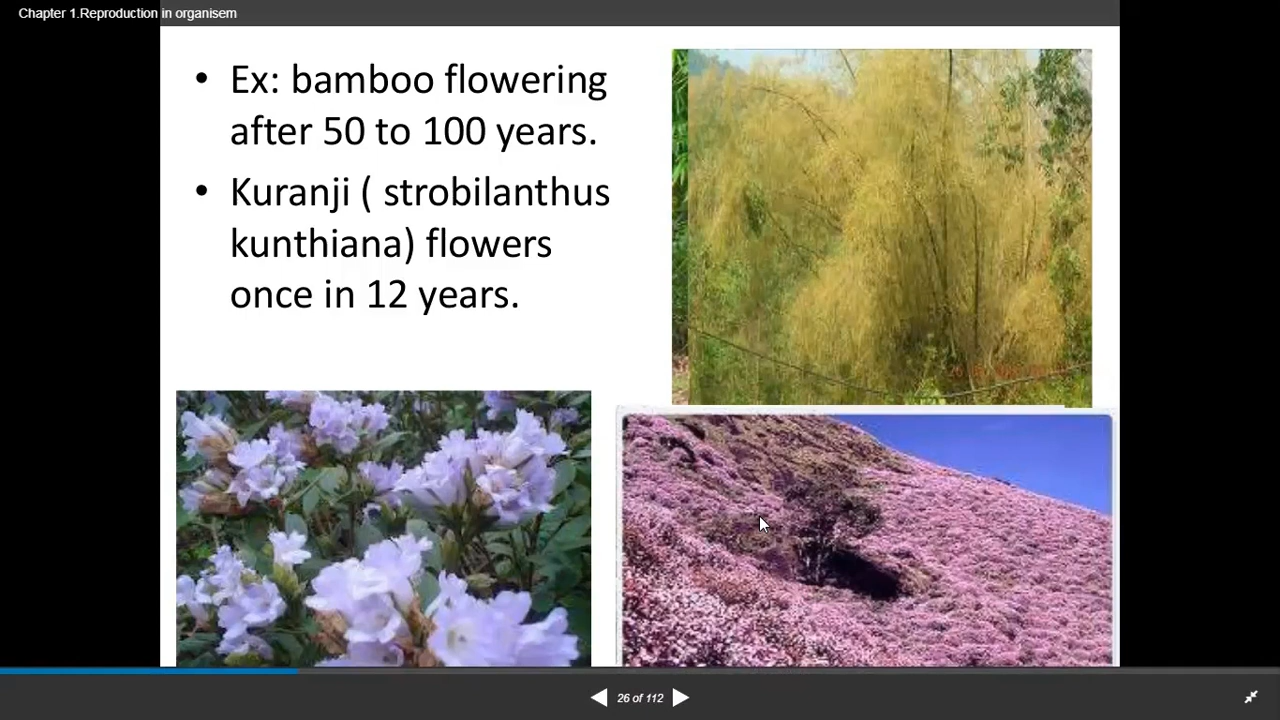 Chapter 1.Reproduction in organisem
• Ex: bamboo flowering
after 50 to 100 years.
• Kuranji ( strobilanthus
kunthiana) flowers
once in 12 years.
26 of 112